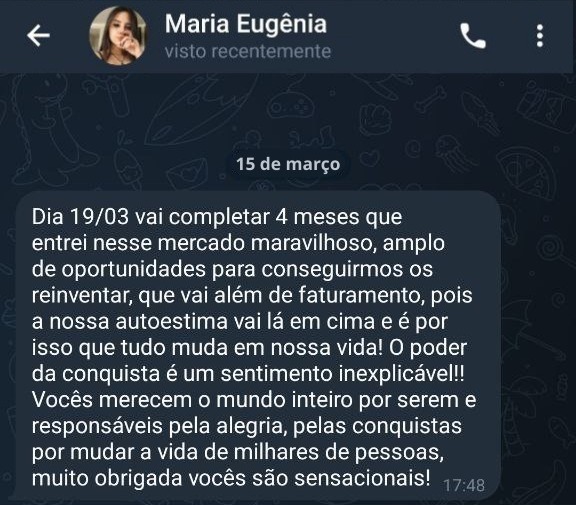 Maria Eugênia
visto recentemente
15 de março
Dia 19/03 vai completar 4 meses que
entrei nesse mercado maravilhoso, amplo
de oportunidades para conseguirmos os
reinventar, que vai além de faturamento, pois
a nossa autoestima vai lá em cima e é por
isso que tudo muda em nossa vida! O poder
da conquista é um sentimento inexplicável!!
Vocês merecem o mundo inteiro por serem e
responsáveis pela alegria, pelas conquistas
por mudar a vida de milhares de pessoas,
muito obrigada vocês são sensacionais! 17:48